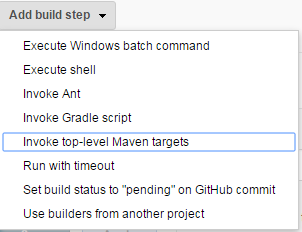 Add build step
Execute Windows batch command
Execute shell
Invoke Ant
Invoke Gradle script
Invoke top-level Maven targets
Run with timeout
Set build status to "pending" on GitHub commit
Use builders from another project